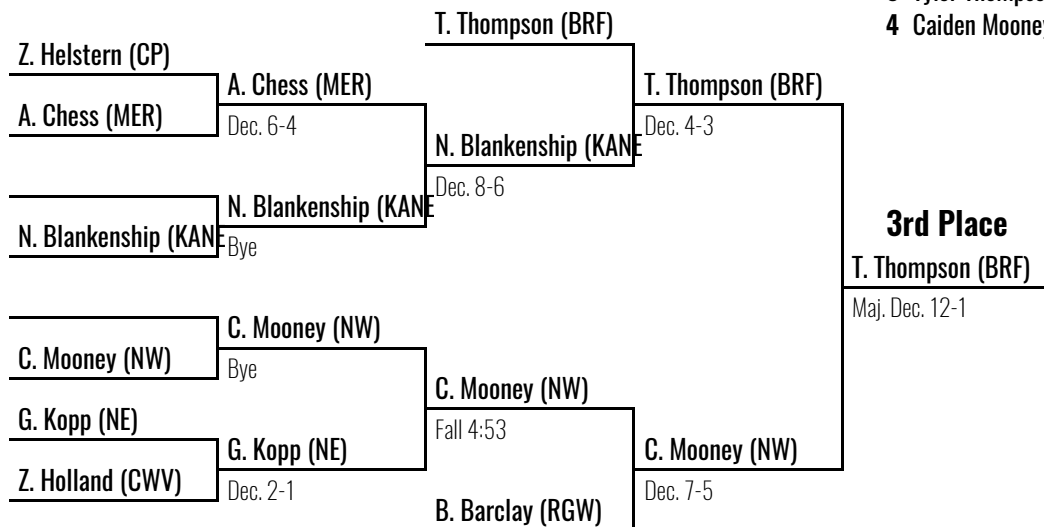 4 Caiden Mooney
Z. Helstern (CP)
A. Chess (MER)
N. Blankenship (KANE
C. Mooney (NW)
G. Kopp (NE)
Z. Holland (CWV)
A. Chess (MER)
Dec. 6-4
N. Blankenship (KANE
Bye
C. Mooney (NW)
Bye
G. Kopp (NE)
Dec. 2-1
T. Thompson (BRF)
N. Blankenship (KANE
Dec. 8-6
C. Mooney (NW)
Fall 4:53
B. Barclay (RGW)
T. Thompson (BRF)
Dec. 4-3
C. Mooney (NW)
Dec. 7-5
3rd Place
T. Thompson (BRF)
Maj. Dec. 12-1